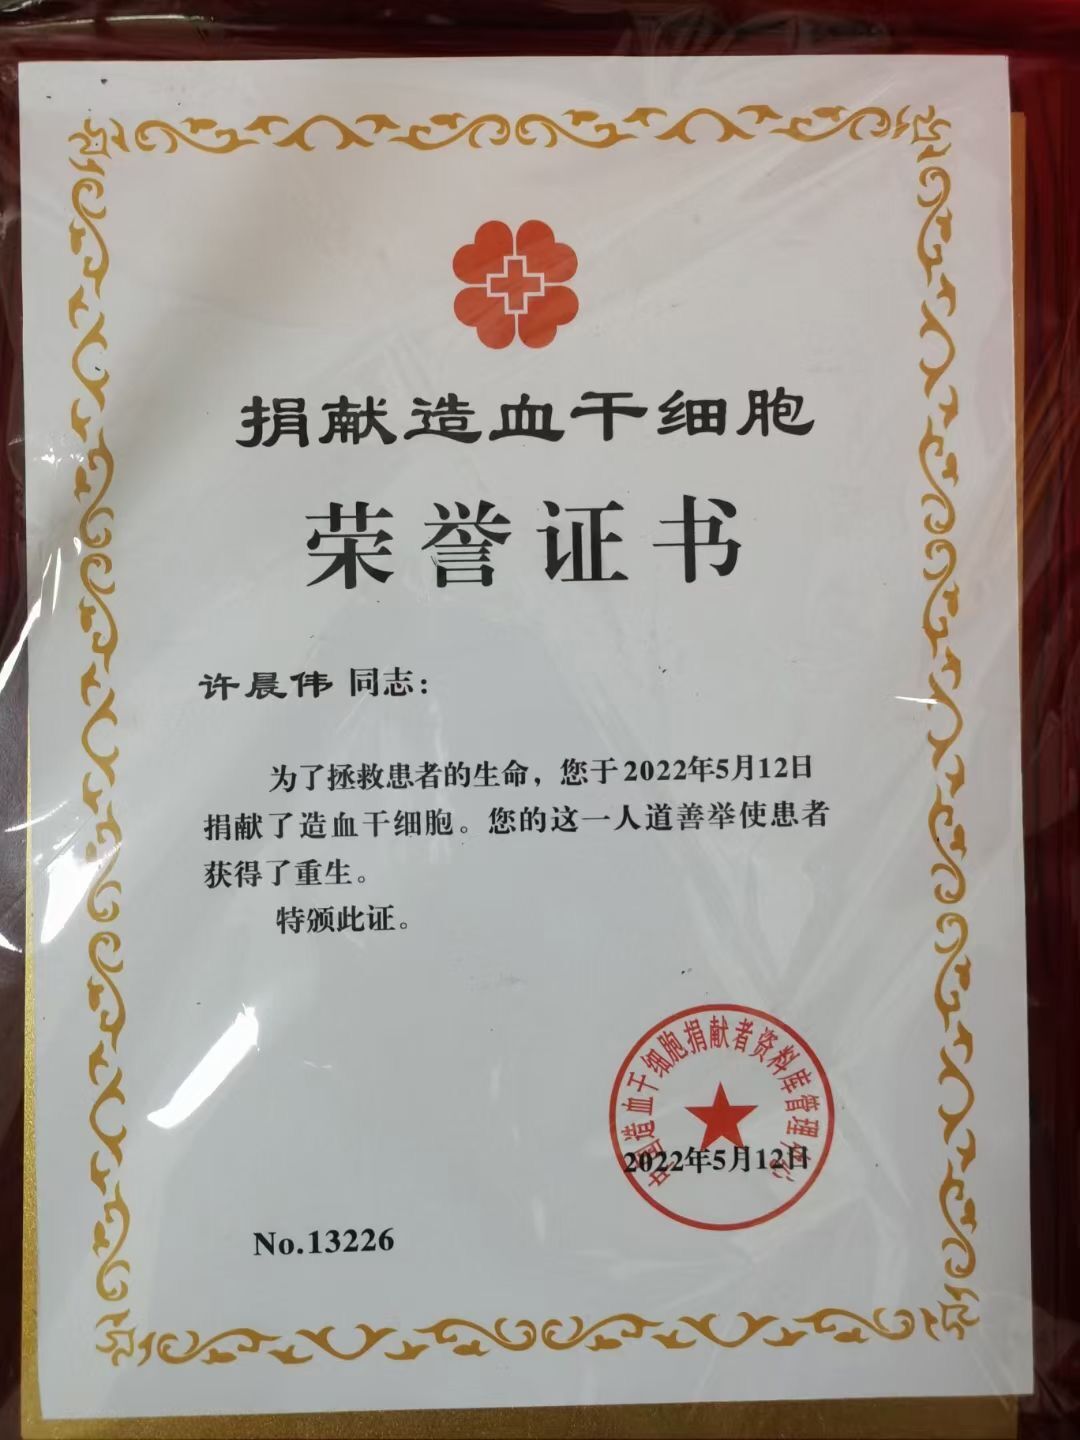 捐献造血干细胞
荣誉证书
许晨伟 同志：
为了拯救患者的生命，您于2022年5月12日
捐献了造血干细胞。您的这一人道善举使患者
获得了重生。
特颁此证。
中国造血干细胞捐献者资料库管理中心
2022年5月12日
No.13226